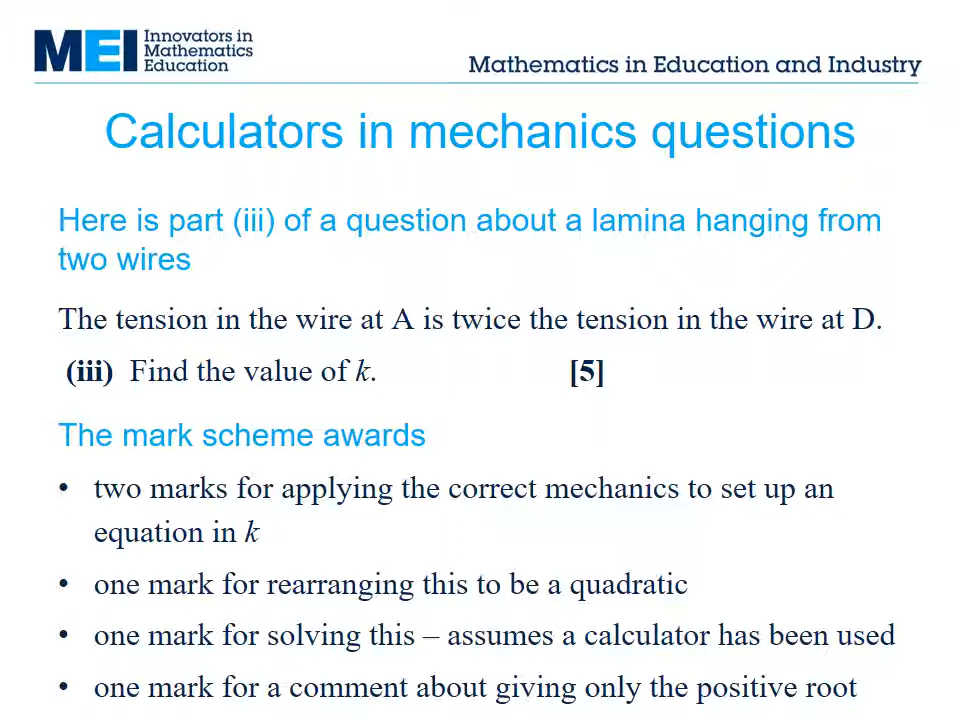 MEI Innovators in
Mathematics
Education
Mathematics in Education and Industry
Calculators in mechanics questions
Here is part (iii) of a question about a lamina hanging from
two wires
The tension in the wire at A is twice the tension in the wire at D.
(iii) Find the value of k. [5]
The mark scheme awards
• two marks for applying the correct mechanics to set up an
equation in k
• one mark for rearranging this to be a quadratic
• one mark for solving this – assumes a calculator has been used
• one mark for a comment about giving only the positive root